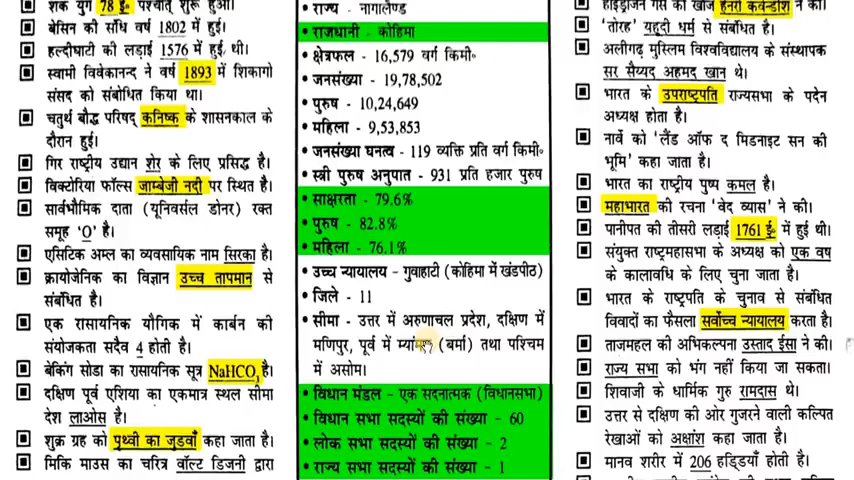 शक युग 78 ई० पश्चात् शुरू हुआ।
बेसिन की संधि वर्ष 1802 में हुई।
हल्दीघाटी की लड़ाई 1576 में हुई थी।
स्वामी विवेकानन्द ने वर्ष 1893 में शिकागो
संसद को संबोधित किया था।
चतुर्थ बौद्ध परिषद् कनिष्क के शासनकाल के
दौरान हुई।
गिर राष्ट्रीय उद्यान शेर के लिए प्रसिद्ध है।
विक्टोरिया फॉल्स जाम्बेजी नदी पर स्थित है।
सार्वभौमिक दाता (यूनिवर्सल डोनर) रक्त
समूह 'O' है।
एसिटिक अम्ल का व्यवसायिक नाम सिरका है।
क्रायोजेनिक का विज्ञान उच्च तापमान से
संबंधित है।
एक रासायनिक यौगिक में कार्बन की
संयोजकता सदैव 4 होती है।
बेकिंग सोडा का रासायनिक सूत्र NaHCO₃ है।
दक्षिण पूर्व एशिया का एकमात्र स्थल सीमा
देश लाओस है।
शुक्र ग्रह को पृथ्वी का जुडवाँ कहा जाता है।
मिकि माउस का चरित्र वॉल्ट डिजनी द्वारा
• राज्य - नागालैण्ड
• राजधानी - कोहिमा
• क्षेत्रफल - 16,579 वर्ग किमी॰
• जनसंख्या - 19,78,502
• पुरुष - 10,24,649
• महिला - 9,53,853
• जनसंख्या घनत्व - 119 व्यक्ति प्रति वर्ग किमी॰
• स्त्री पुरुष अनुपात - 931 प्रति हजार पुरुष
• साक्षरता - 79.6%
• पुरुष - 82.8%
• महिला - 76.1%
• उच्च न्यायालय - गुवाहाटी (कोहिमा में खंडपीठ)
• जिले - 11
• सीमा - उत्तर में अरुणाचल प्रदेश, दक्षिण में
मणिपुर, पूर्व में म्यांमार (बर्मा) तथा पश्चिम
में असोम।
• विधान मंडल - एक सदनात्मक (विधानसभा)
• विधान सभा सदस्यों की संख्या - 60
• लोक सभा सदस्यों की संख्या - 2
• राज्य सभा सदस्यों की संख्या - 1
हाइड्रोजन गैस की खोज हेनरी कवेन्डिश ने की।
'तोरह' यहूदी धर्म से संबंधित है।
अलीगढ़ मुस्लिम विश्वविद्यालय के संस्थापक
सर सैय्यद अहमद खान थे।
भारत के उपराष्ट्रपति राज्यसभा के पदेन
अध्यक्ष होता है।
नार्वे को 'लैंड ऑफ द मिडनाइट सन की
भूमि' कहा जाता है।
भारत का राष्ट्रीय पुष्प कमल है।
महाभारत की रचना 'वेद व्यास' ने की।
पानीपत की तीसरी लड़ाई 1761 ई० में हुई थी।
संयुक्त राष्ट्रमहासभा के अध्यक्ष को एक वर्ष
के कालावधि के लिए चुना जाता है।
भारत के राष्ट्रपति के चुनाव से संबंधित
विवादों का फैसला सर्वोच्च न्यायालय करता है।
ताजमहल की अभिकल्पना उस्ताद ईसा ने की।
राज्य सभा को भंग नहीं किया जा सकता।
शिवाजी के धार्मिक गुरु रामदास थे।
उत्तर से दक्षिण की ओर गुजरने वाली कल्पित
रेखाओं को अक्षांश कहा जाता है।
मानव शरीर में 206 हड्डियाँ होती है।